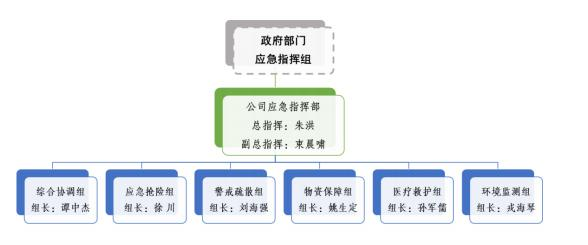 政府部门
应急指挥组
公司应急指挥部
总指挥：朱洪
副总指挥：束晨啸
综合协调组
组长：谭中杰
应急抢险组
组长：徐 川
警戒疏散组
组长：刘海强
物资保障组
组长：姚生定
医疗救护组
组长：孙军儒
环境监测组
组长：戎海琴